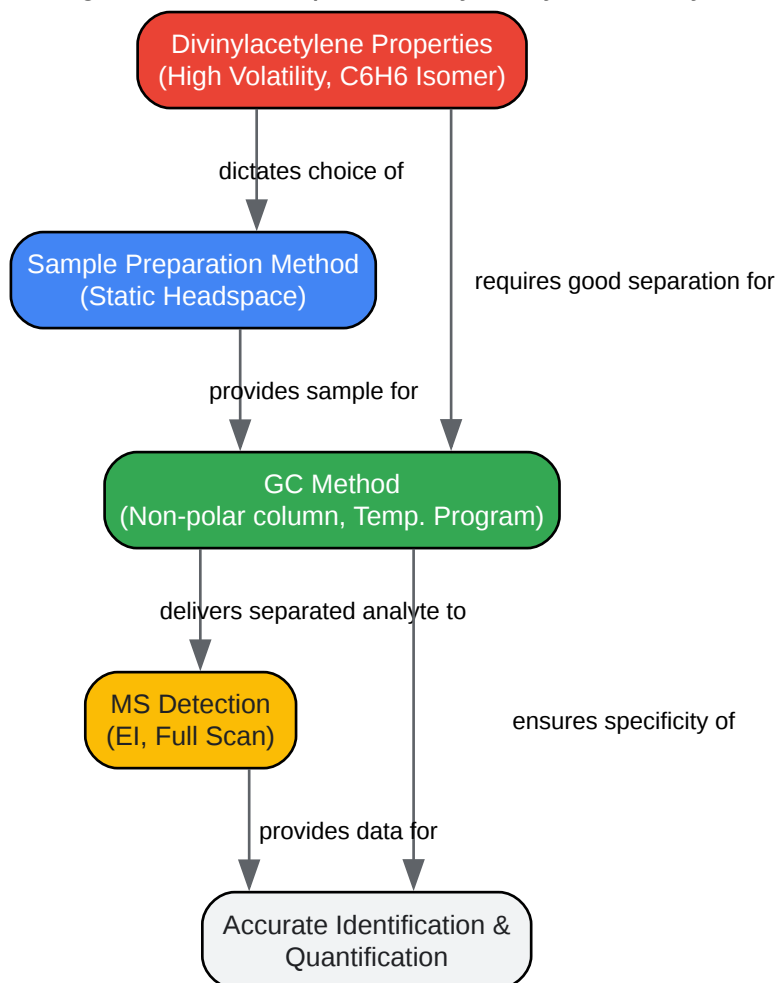 Divinylacetylene Properties
(High Volatility, C6H6 Isomer)
dictates choice of
Sample Preparation Method
(Static Headspace)
requires good separation for
provides sample for
GC Method
(Non-polar column, Temp. Program)
delivers separated analyte to
MS Detection
(EI, Full Scan)
ensures specificity of
provides data for
Accurate Identification &
Quantification